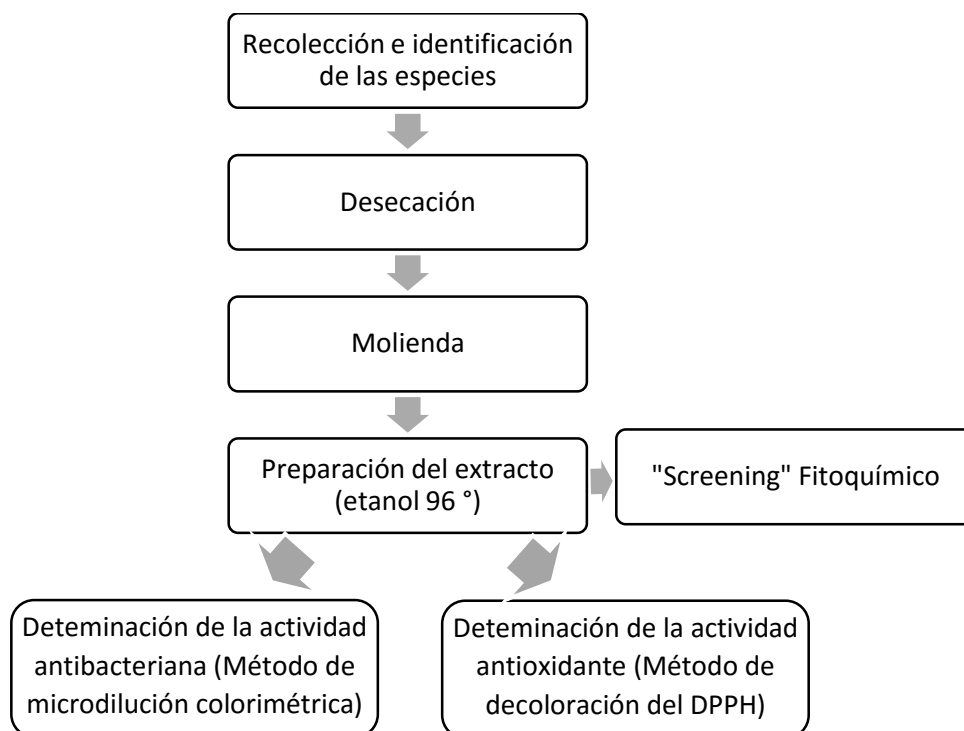 Recolección e identificación
de las especies
Desecación
Molienda
Preparación del extracto
(etanol 96 °)
"Screening" Fitoquímico
Deteminación de la actividad
antibacteriana (Método de
microdilución colorimétrica)
Deteminación de la actividad
antioxidante (Método de
decoloración del DPPH)